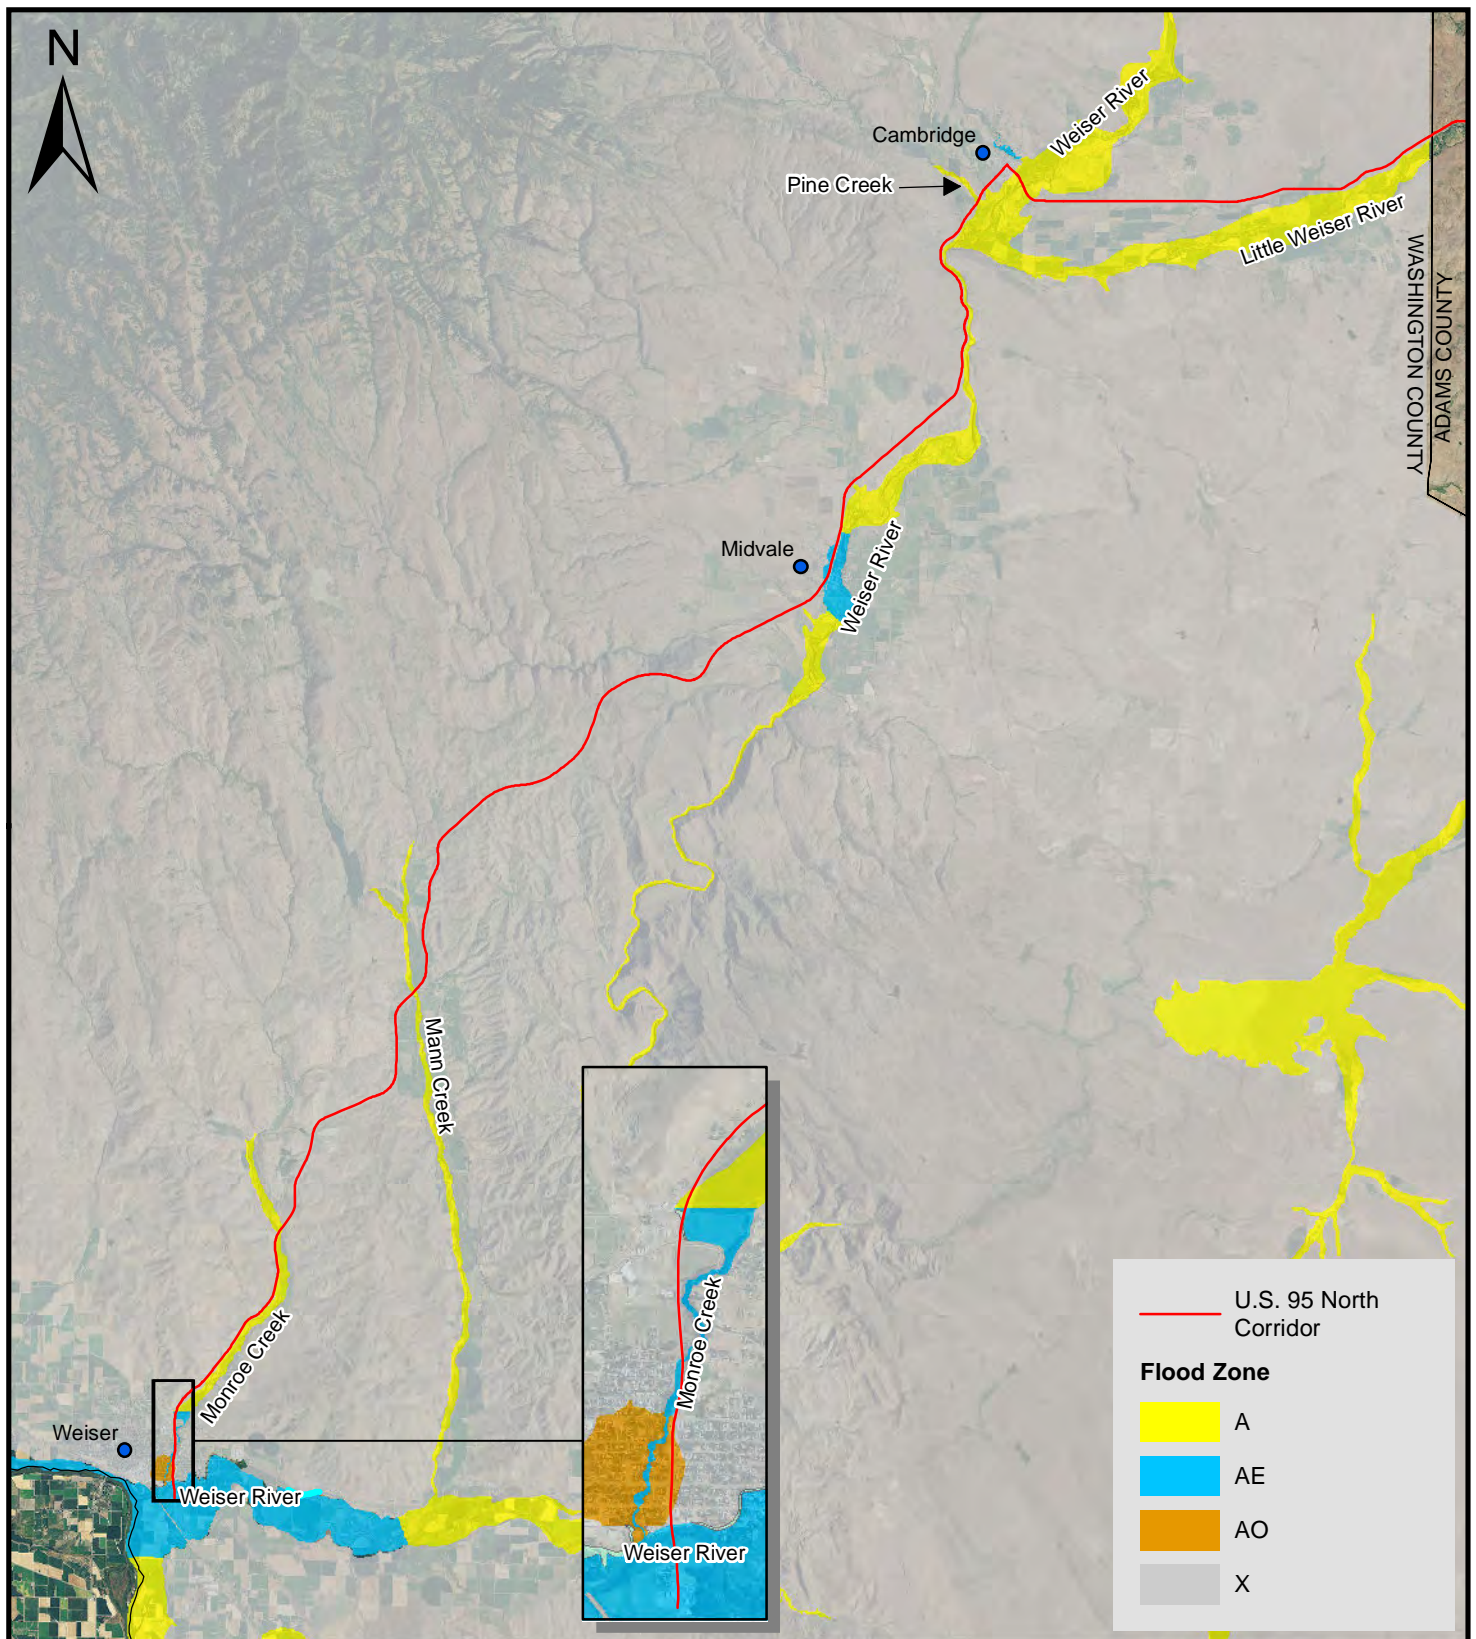 N
Weiser River
Cambridge
Pine Creek
Little Weiser River
WASHINGTON COUNTY
ADAMS COUNTY
Midvale
Weiser River
Mann Creek
Monroe Creek
Weiser
Weiser River
Monroe Creek
Weiser River
U.S. 95 North
Corridor
Flood Zone
A
AE
AO
X